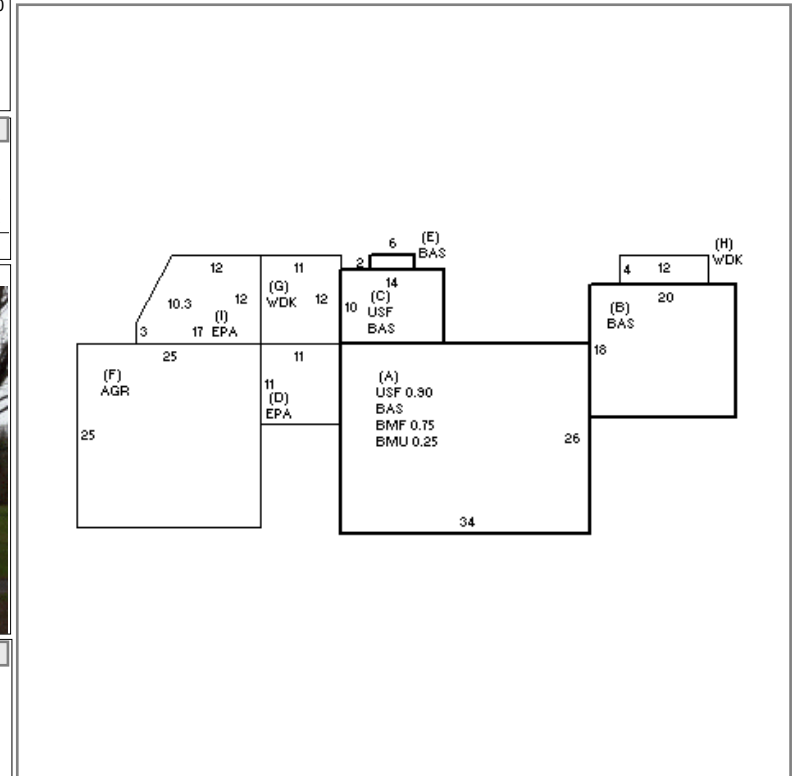 0
6
(E)
BAS
2
14
10
(C)
USF
BAS
12
10.3
12
(I)
3
17 EPA
11
(G)
WDK
12
(H)
WDK
4
12
20
(B)
BAS
18
25
(F)
AGR
25
11
11
(D)
EPA
(A)
USF 0.90
BAS
BMF 0.75
BMU 0.25
26
34